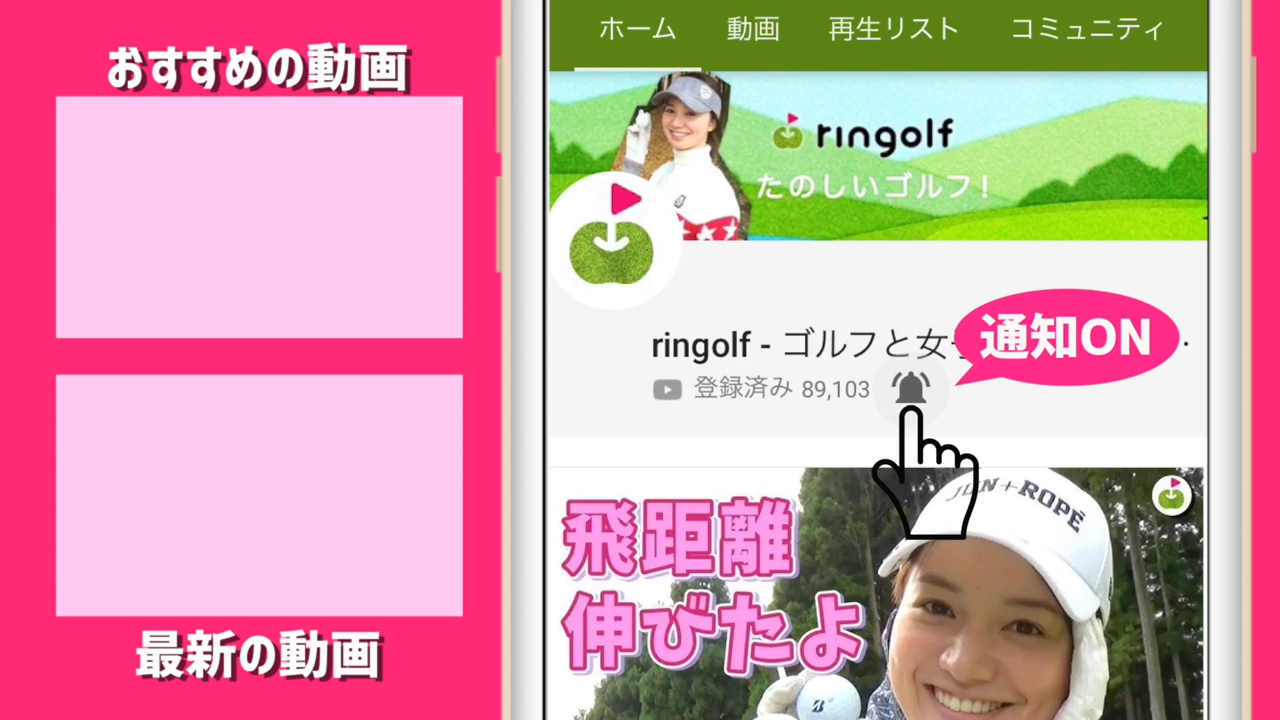 おすすめの動画
最新の動画
ホーム 動画 再生リスト コミュニティ
ringolf
たのしいゴルフ!
ringolf - ゴルフと女
通知ON
登録済み 89,103
JUN+ROPÉ
飛距離
伸びたよ
B